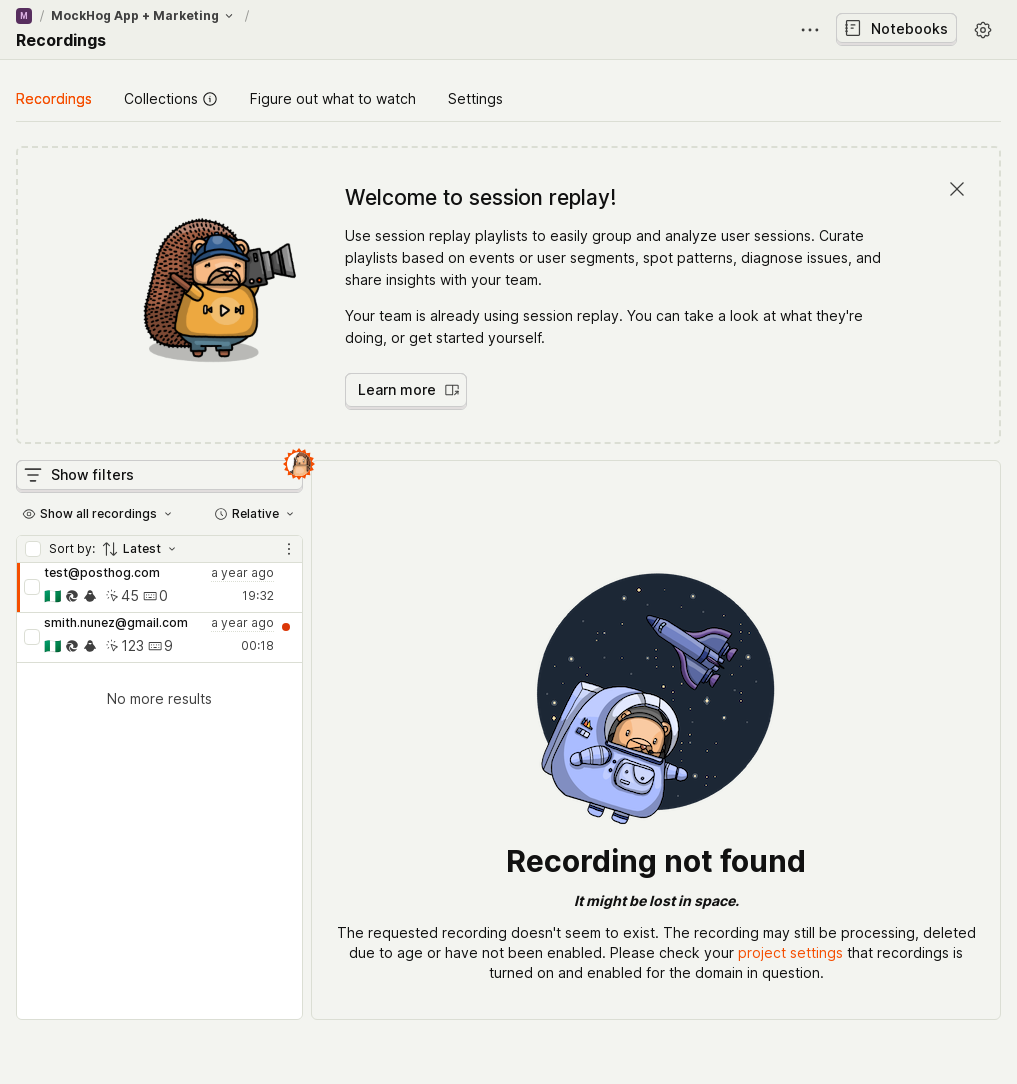 M / MockHog App + Marketing /
Recordings
Notebooks
Recordings
Collections
Figure out what to watch
Settings
Welcome to session replay!
Use session replay playlists to easily group and analyze user sessions. Curate
playlists based on events or user segments, spot patterns, diagnose issues, and
share insights with your team.
Your team is already using session replay. You can take a look at what they're
doing, or get started yourself.
Learn more
Show filters
Show all recordings
Relative
Sort by: Latest
test@posthog.com a year ago
45 0 19:32
smith.nunez@gmail.com a year ago
123 9 00:18
No more results
Recording not found
It might be lost in space.
The requested recording doesn't seem to exist. The recording may still be processing, deleted
due to age or have not been enabled. Please check your project settings that recordings is
turned on and enabled for the domain in question.